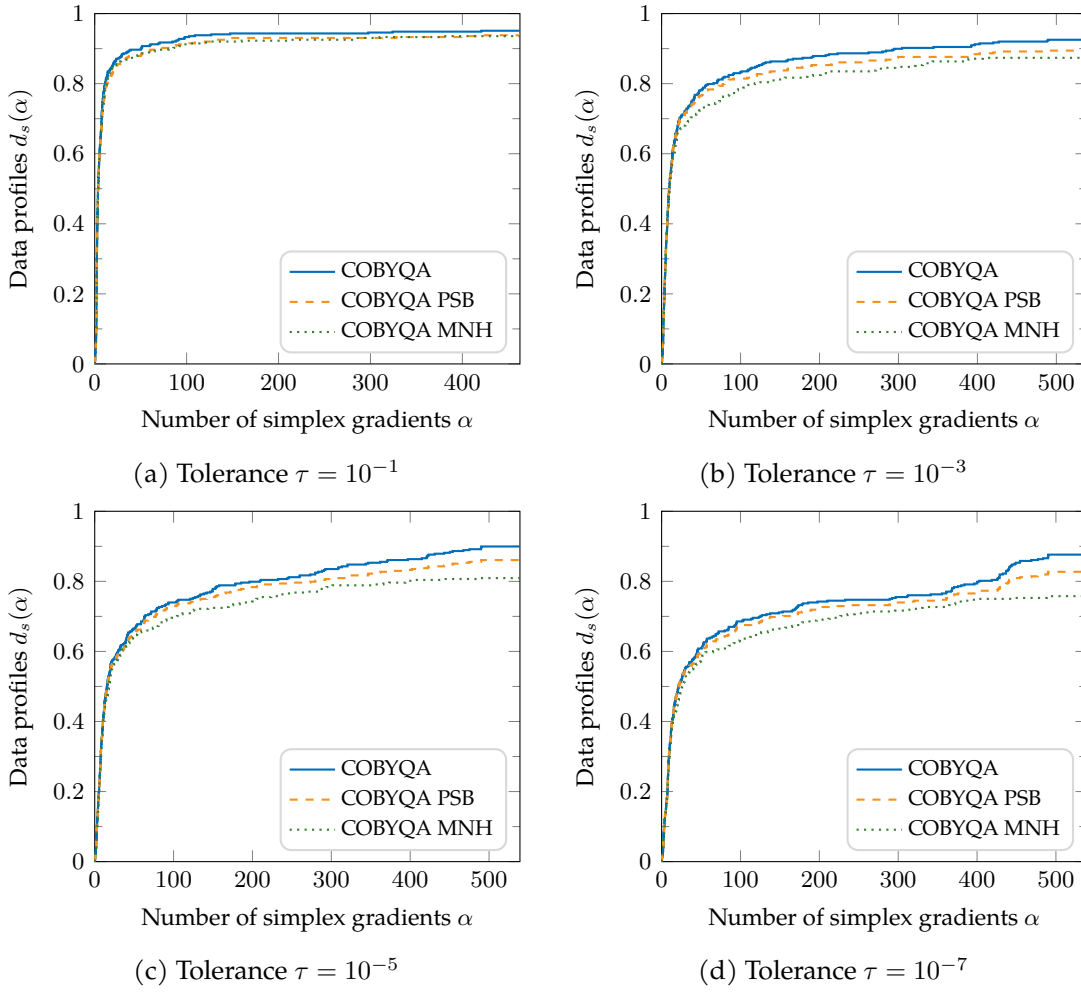 1
0.8
0.6
0.4
0.2
0
Data profiles d_s(α)
COBYQA
COBYQA PSB
COBYQA MNH
0 100 200 300 400
Number of simplex gradients α
(a) Tolerance τ = 10⁻¹
1
0.8
0.6
0.4
0.2
0
Data profiles d_s(α)
COBYQA
COBYQA PSB
COBYQA MNH
0 100 200 300 400 500
Number of simplex gradients α
(b) Tolerance τ = 10⁻³
1
0.8
0.6
0.4
0.2
0
Data profiles d_s(α)
COBYQA
COBYQA PSB
COBYQA MNH
0 100 200 300 400 500
Number of simplex gradients α
(c) Tolerance τ = 10⁻⁵
1
0.8
0.6
0.4
0.2
0
Data profiles d_s(α)
COBYQA
COBYQA PSB
COBYQA MNH
0 100 200 300 400 500
Number of simplex gradients α
(d) Tolerance τ = 10⁻⁷